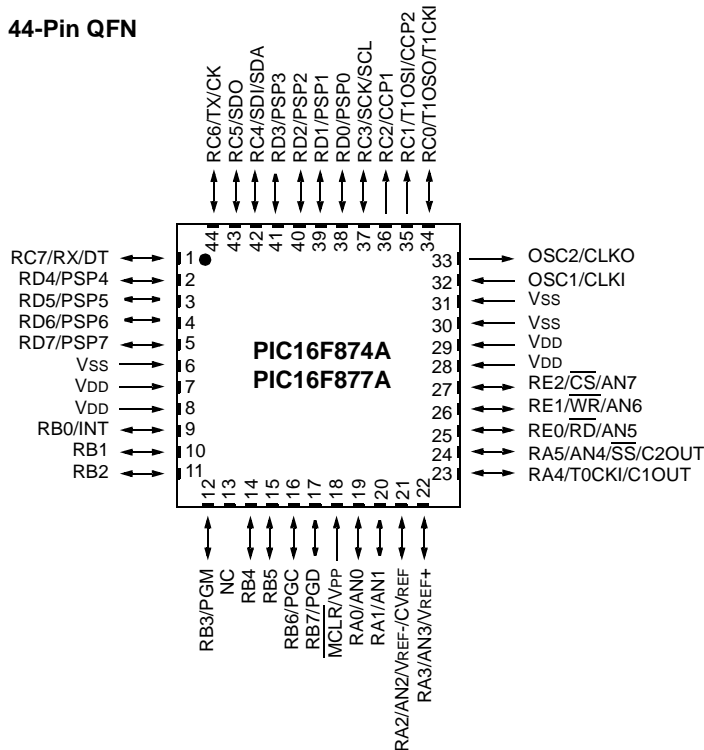 44-Pin QFN
RC6/TX/CK
RC5/SDO
RC4/SDI/SDA
RD3/PSP3
RD2/PSP2
RD1/PSP1
RD0/PSP0
RC3/SCK/SCL
RC2/CCP1
RC1/T1OSI/CCP2
RC0/T1OSO/T1CKI
44
43
42
41
40
39
38
37
36
35
34
RC7/RX/DT 1
RD4/PSP4 2
RD5/PSP5 3
RD6/PSP6 4
RD7/PSP7 5
VSS 6
VDD 7
VDD 8
RB0/INT 9
RB1 10
RB2 11
PIC16F874A
PIC16F877A
33 OSC2/CLKO
32 OSC1/CLKI
31 VSS
30 VSS
29 VDD
28 VDD
27 RE2/CS/AN7
26 RE1/WR/AN6
25 RE0/RD/AN5
24 RA5/AN4/SS/C2OUT
23 RA4/T0CKI/C1OUT
12
13
14
15
16
17
18
19
20
21
22
RB3/PGM
NC
RB4
RB5
RB6/PGC
RB7/PGD
MCLR/VPP
RA0/AN0
RA1/AN1
RA2/AN2/VREF-/CVREF
RA3/AN3/VREF+